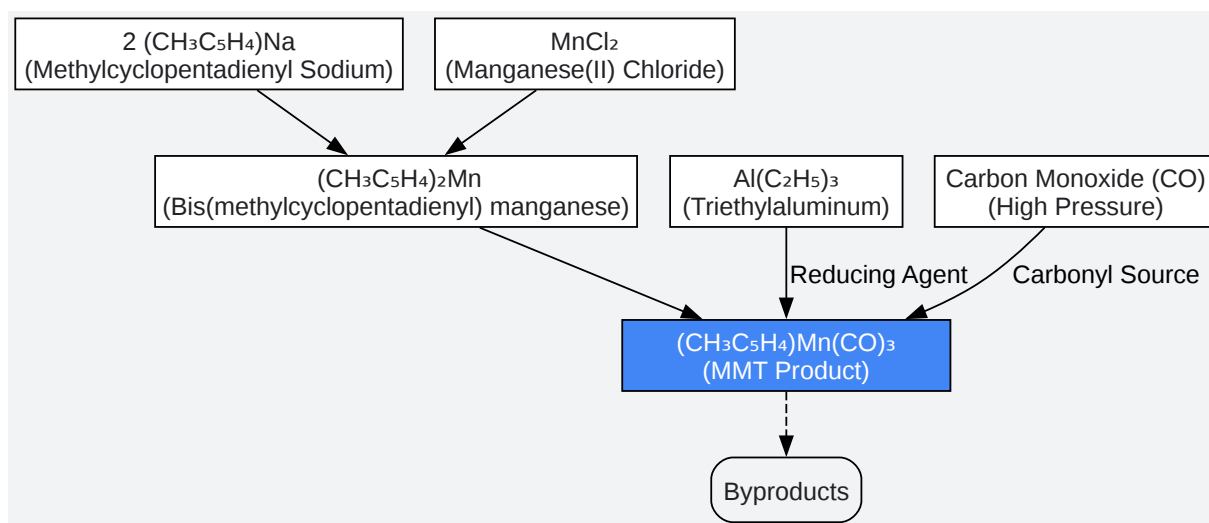 2 (CH₃C₅H₄)Na
(Methylcyclopentadienyl Sodium)
MnCl₂
(Manganese(II) Chloride)
(CH₃C₅H₄)₂Mn
(Bis(methylcyclopentadienyl) manganese)
Al(C₂H₅)₃
(Triethylaluminum)
Carbon Monoxide (CO)
(High Pressure)
Reducing Agent
Carbonyl Source
(CH₃C₅H₄)Mn(CO)₃
(MMT Product)
Byproducts